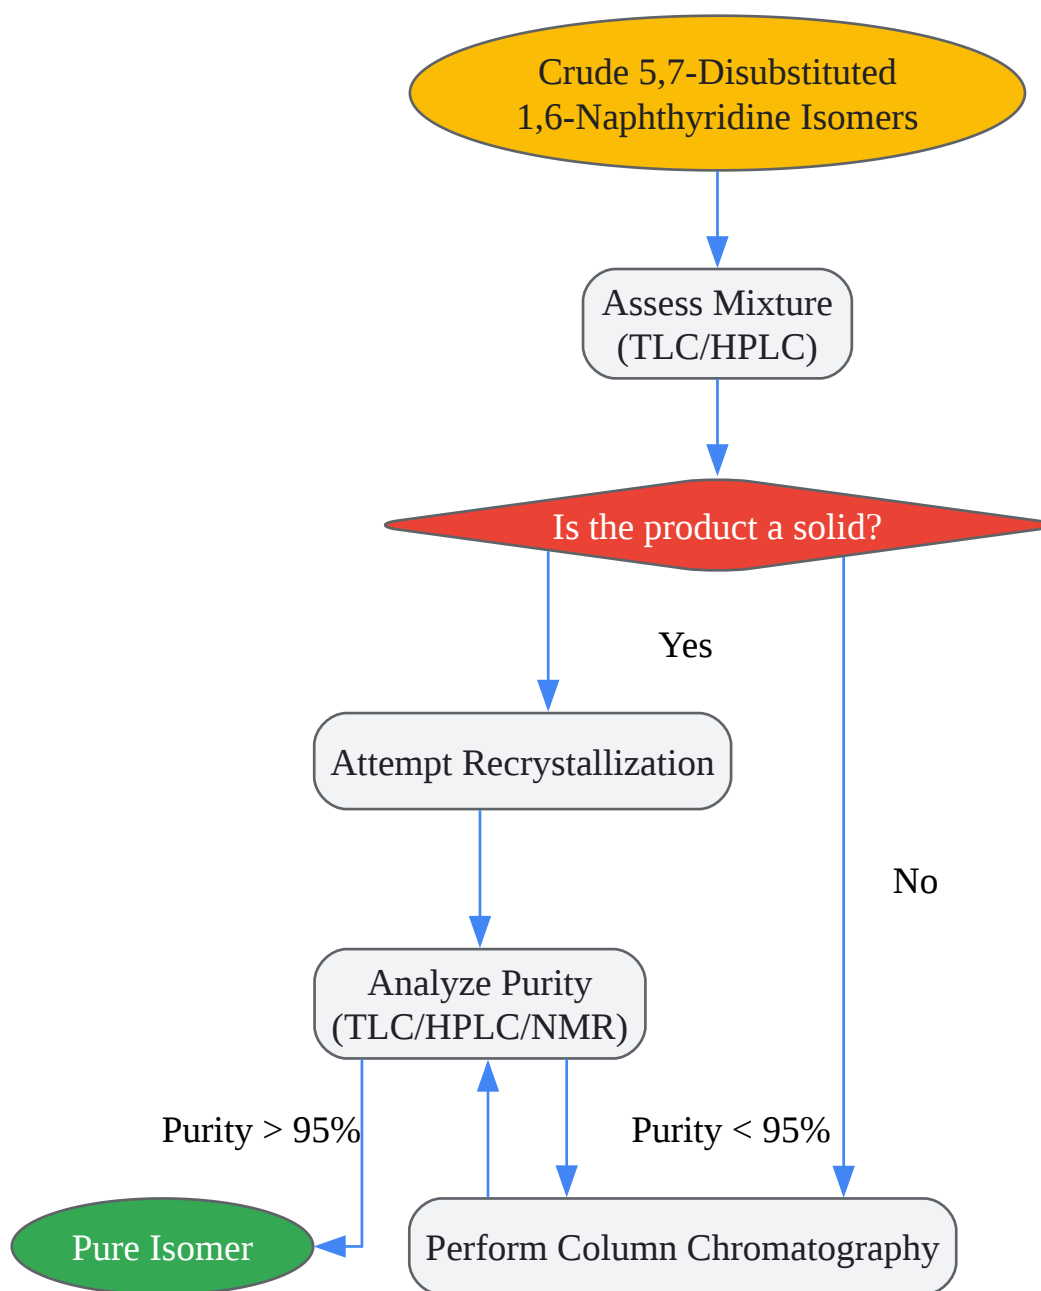 Crude 5,7-Disubstituted
1,6-Naphthyridine Isomers
Assess Mixture
(TLC/HPLC)
Is the product a solid?
Yes
Attempt Recrystallization
No
Analyze Purity
(TLC/HPLC/NMR)
Purity > 95%
Purity < 95%
Pure Isomer
Perform Column Chromatography